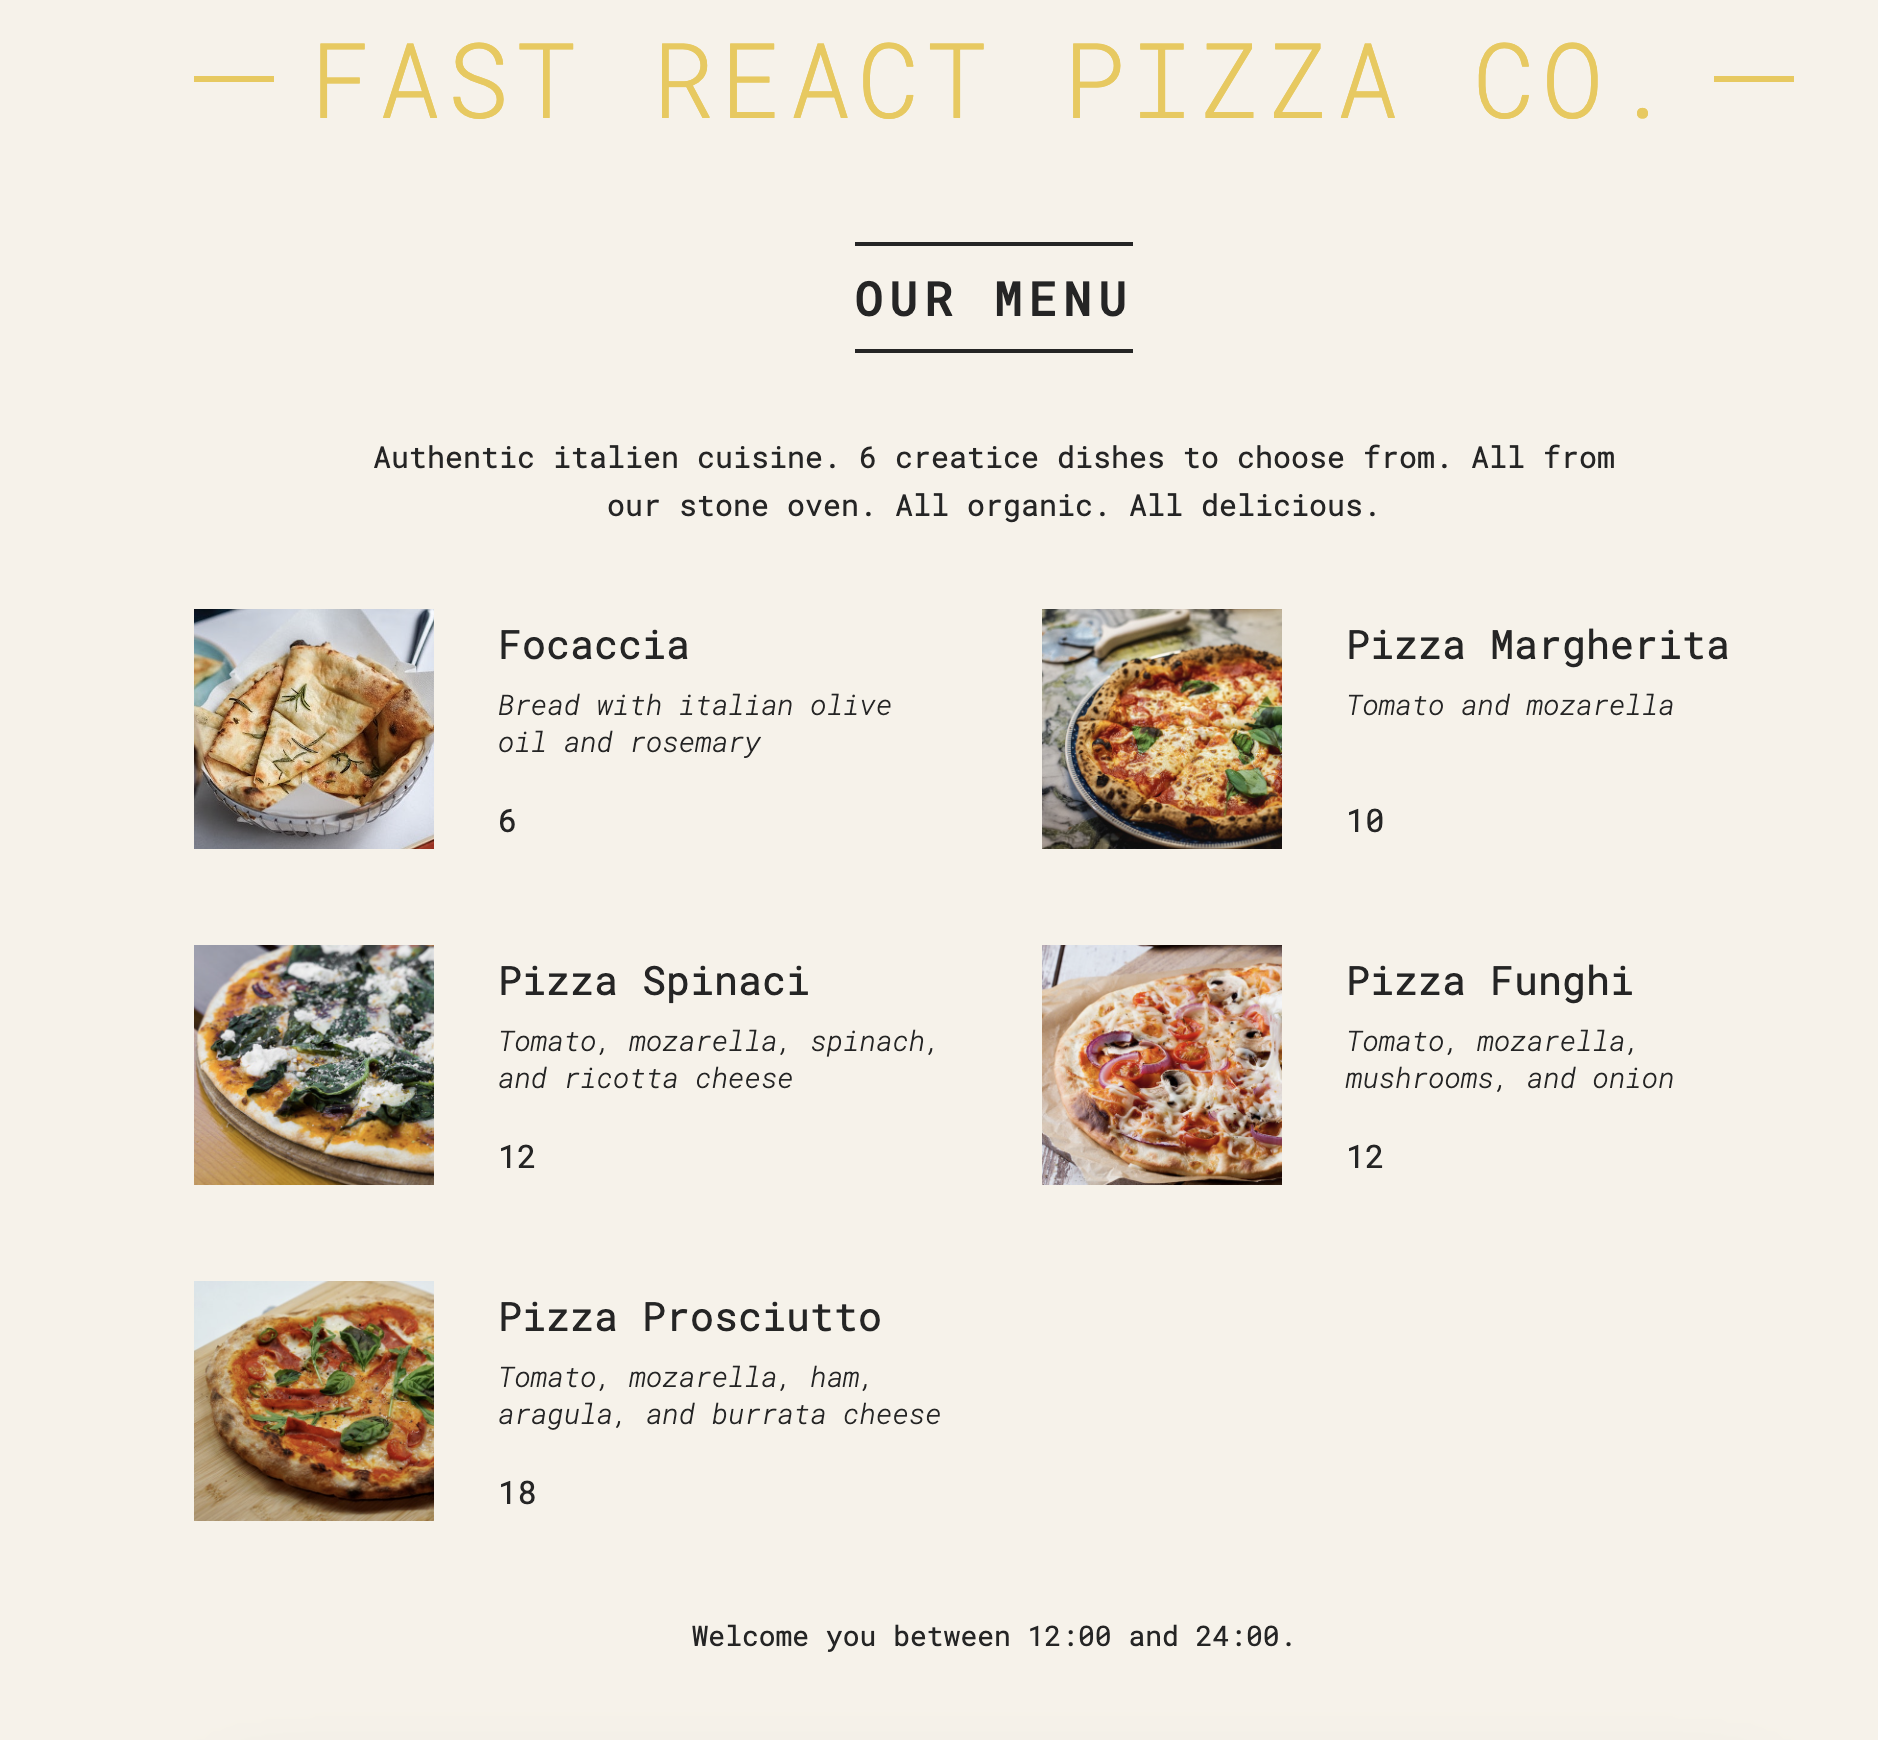 FAST REACT PIZZA CO.
OUR MENU
Authentic italien cuisine. 6 creatice dishes to choose from. All from
our stone oven. All organic. All delicious.
Focaccia
Bread with italian olive
oil and rosemary
6
Pizza Margherita
Tomato and mozarella
10
Pizza Spinaci
Tomato, mozarella, spinach,
and ricotta cheese
12
Pizza Funghi
Tomato, mozarella,
mushrooms, and onion
12
Pizza Prosciutto
Tomato, mozarella, ham,
aragula, and burrata cheese
18
Welcome you between 12:00 and 24:00.